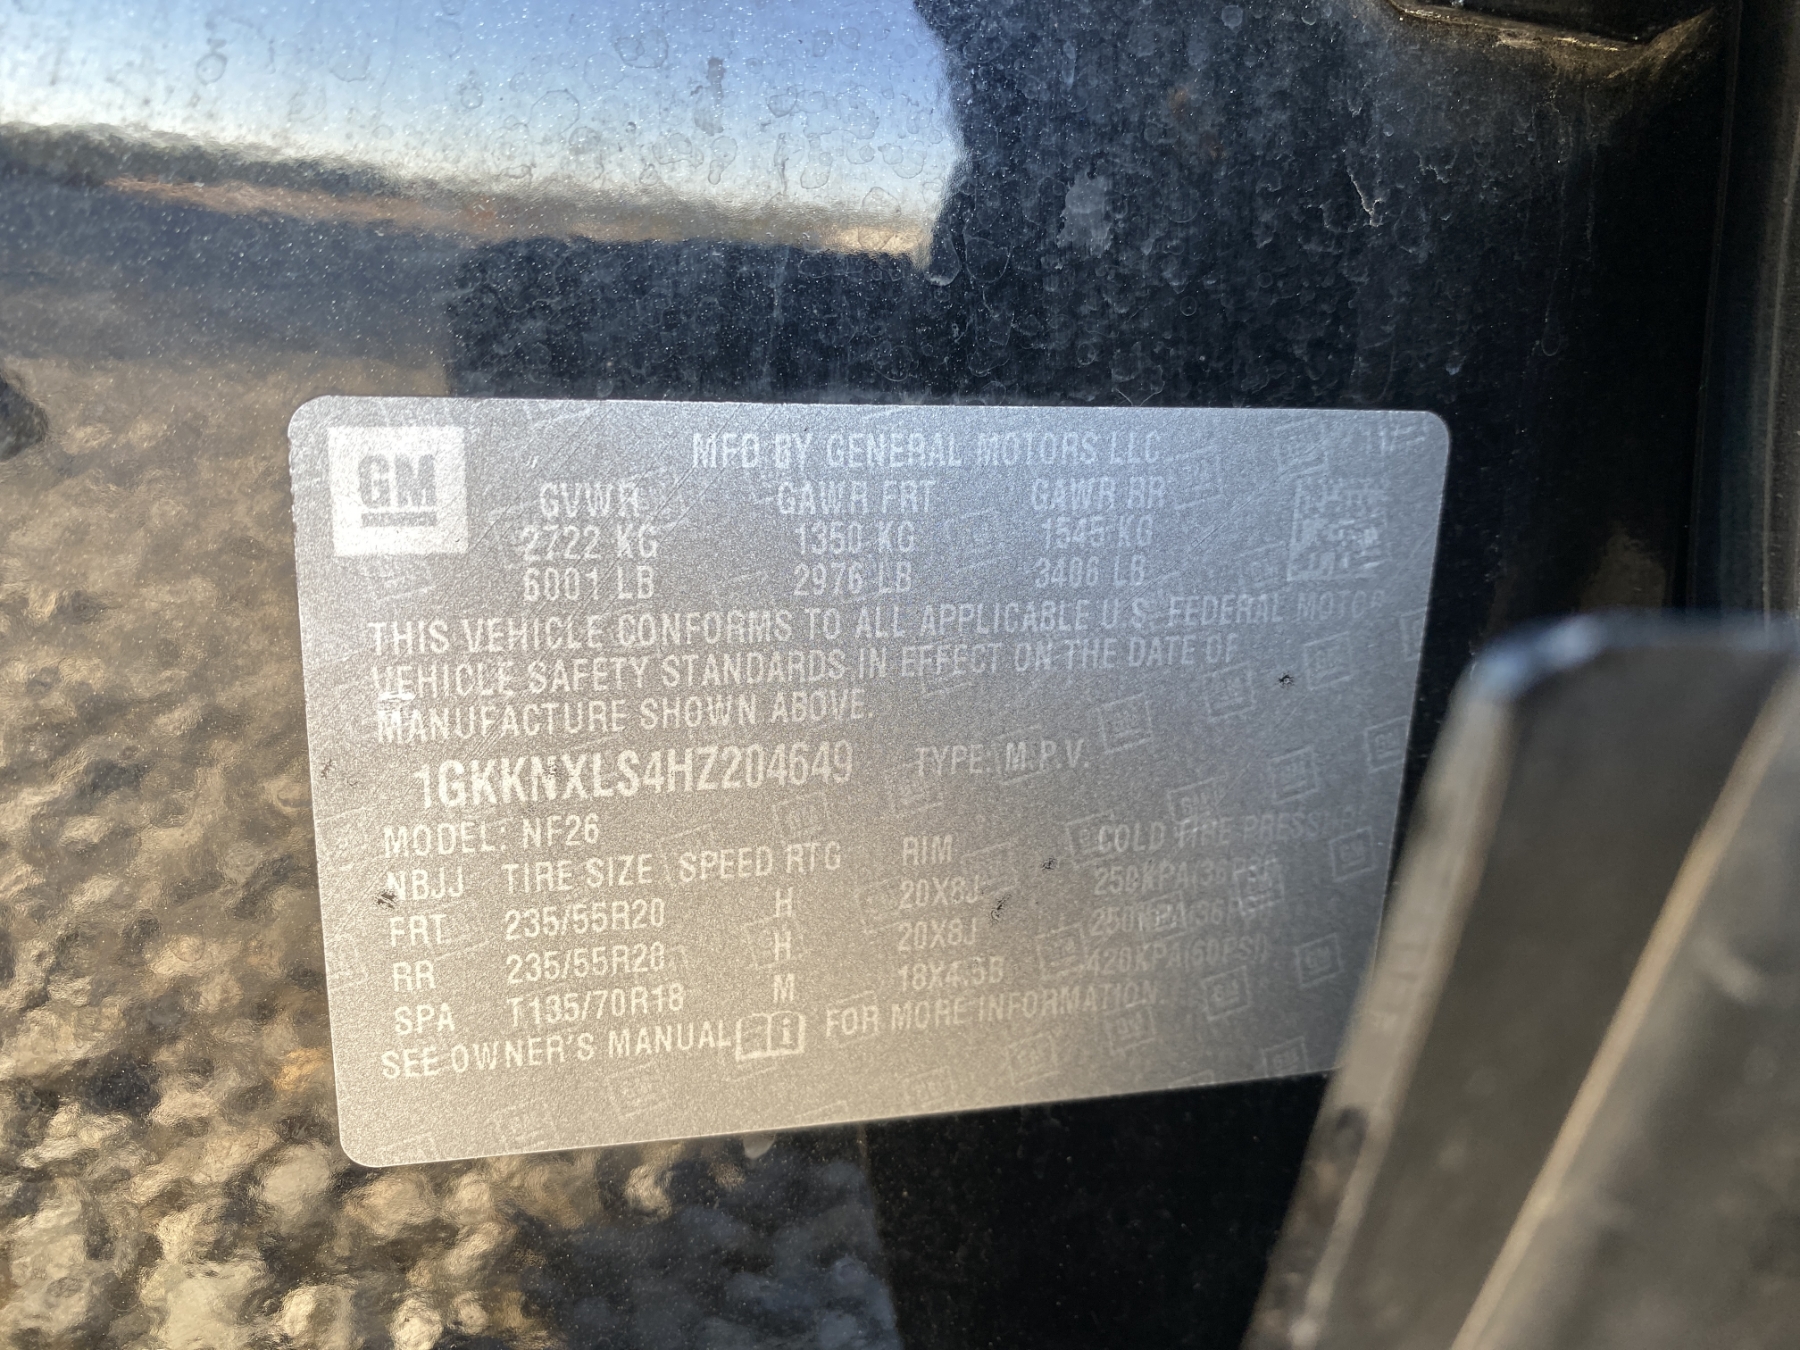 GM
MFD BY GENERAL MOTORS LLC
GVWR GAWR FRT GAWR RR
2722 KG 1350 KG 1545 KG
6001 LB 2976 LB 3406 LB
THIS VEHICLE CONFORMS TO ALL APPLICABLE U.S. FEDERAL MOTOR
VEHICLE SAFETY STANDARDS IN EFFECT ON THE DATE OF
MANUFACTURE SHOWN ABOVE.
1GKKNXLS4HZ204649 TYPE: M.P.V.
MODEL: NF26
NBJJ TIRE SIZE SPEED RTG RIM COLD TIRE PRESSURE
FRT 235/55R20 H 20X8J 250KPA(36PSI)
RR 235/55R20 H 20X8J 250KPA(36PSI)
SPA T135/70R18 M 18X4.5B 420KPA(60PSI)
SEE OWNER'S MANUAL FOR MORE INFORMATION.